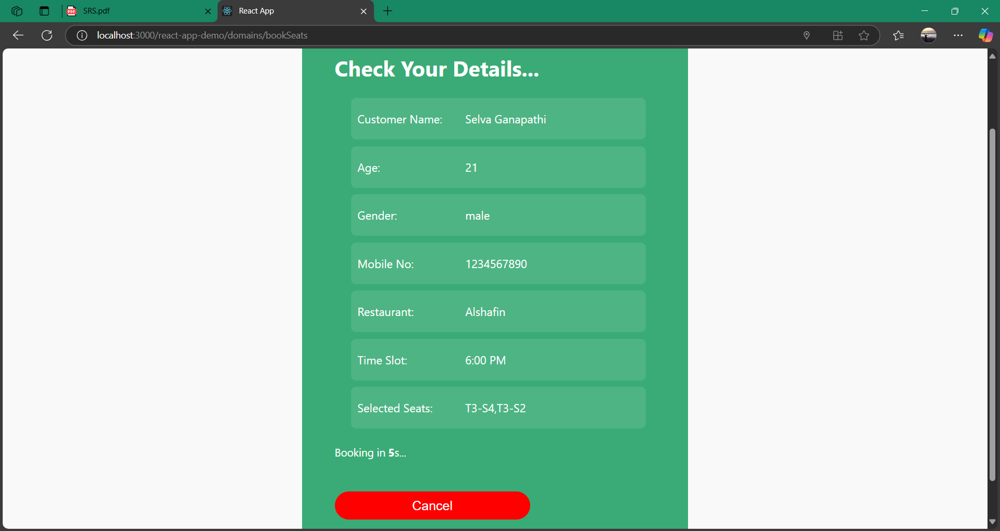 SRS.pdf
React App
localhost:3000/react-app-demo/domains/bookSeats
Check Your Details...
Customer Name: Selva Ganapathi
Age: 21
Gender: male
Mobile No: 1234567890
Restaurant: Alshafin
Time Slot: 6:00 PM
Selected Seats: T3-S4,T3-S2
Booking in 5s...
Cancel